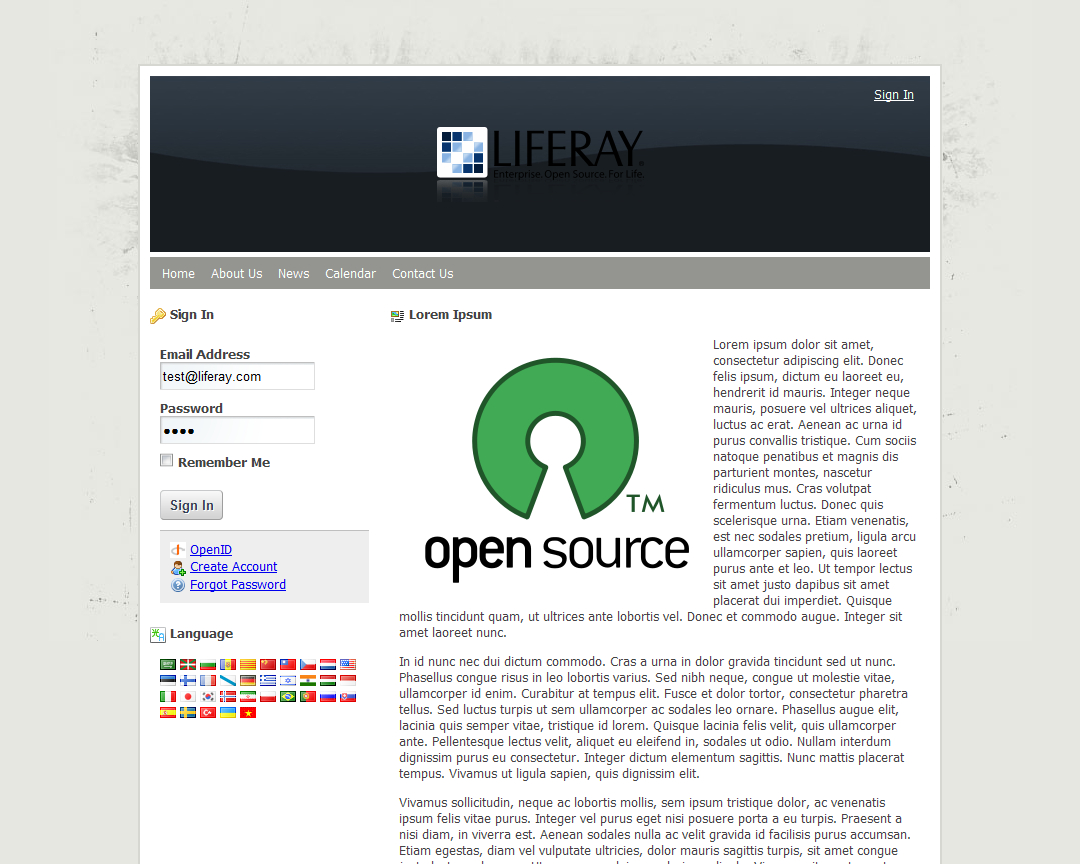 Sign In
LIFERAY.
Enterprise. Open Source. For Life.
Home About Us News Calendar Contact Us
Sign In
Email Address
test@liferay.com
Password
Remember Me
Sign In
OpenID
Create Account
Forgot Password
Language
Lorem Ipsum
TM
open source
Lorem ipsum dolor sit amet,
consectetur adipiscing elit. Donec
felis ipsum, dictum eu laoreet eu,
hendrerit id mauris. Integer neque
mauris, posuere vel ultrices aliquet,
luctus ac erat. Aenean ac urna id
purus convallis tristique. Cum sociis
natoque penatibus et magnis dis
parturient montes, nascetur
ridiculus mus. Cras volutpat
fermentum luctus. Donec quis
scelerisque urna. Etiam venenatis,
est nec sodales pretium, ligula arcu
ullamcorper sapien, quis laoreet
purus ante et leo. Ut tempor lectus
sit amet justo dapibus sit amet
placerat dui imperdiet. Quisque
mollis tincidunt quam, ut ultrices ante lobortis vel. Donec et commodo augue. Integer sit
amet laoreet nunc.
In id nunc nec dui dictum commodo. Cras a urna in dolor gravida tincidunt sed ut nunc.
Phasellus congue risus in leo lobortis varius. Sed nibh neque, congue ut molestie vitae,
ullamcorper id enim. Curabitur at tempus elit. Fusce et dolor tortor, consectetur pharetra
tellus. Sed luctus turpis ut sem ullamcorper ac sodales leo ornare. Phasellus augue elit,
lacinia quis semper vitae, tristique id lorem. Quisque lacinia felis velit, quis ullamcorper
ante. Pellentesque lectus velit, aliquet eu eleifend in, sodales ut odio. Nullam interdum
dignissim purus eu consectetur. Integer dictum elementum sagittis. Nunc mattis placerat
tempus. Vivamus ut ligula sapien, quis dignissim elit.
Vivamus sollicitudin, neque ac lobortis mollis, sem ipsum tristique dolor, ac venenatis
ipsum felis vitae purus. Integer vel purus eget nisi posuere porta a eu turpis. Praesent a
nisi diam, in viverra est. Aenean sodales nulla ac velit gravida id facilisis purus accumsan.
Etiam egestas, diam vel vulputate ultricies, dolor mauris sagittis turpis, sit amet congue